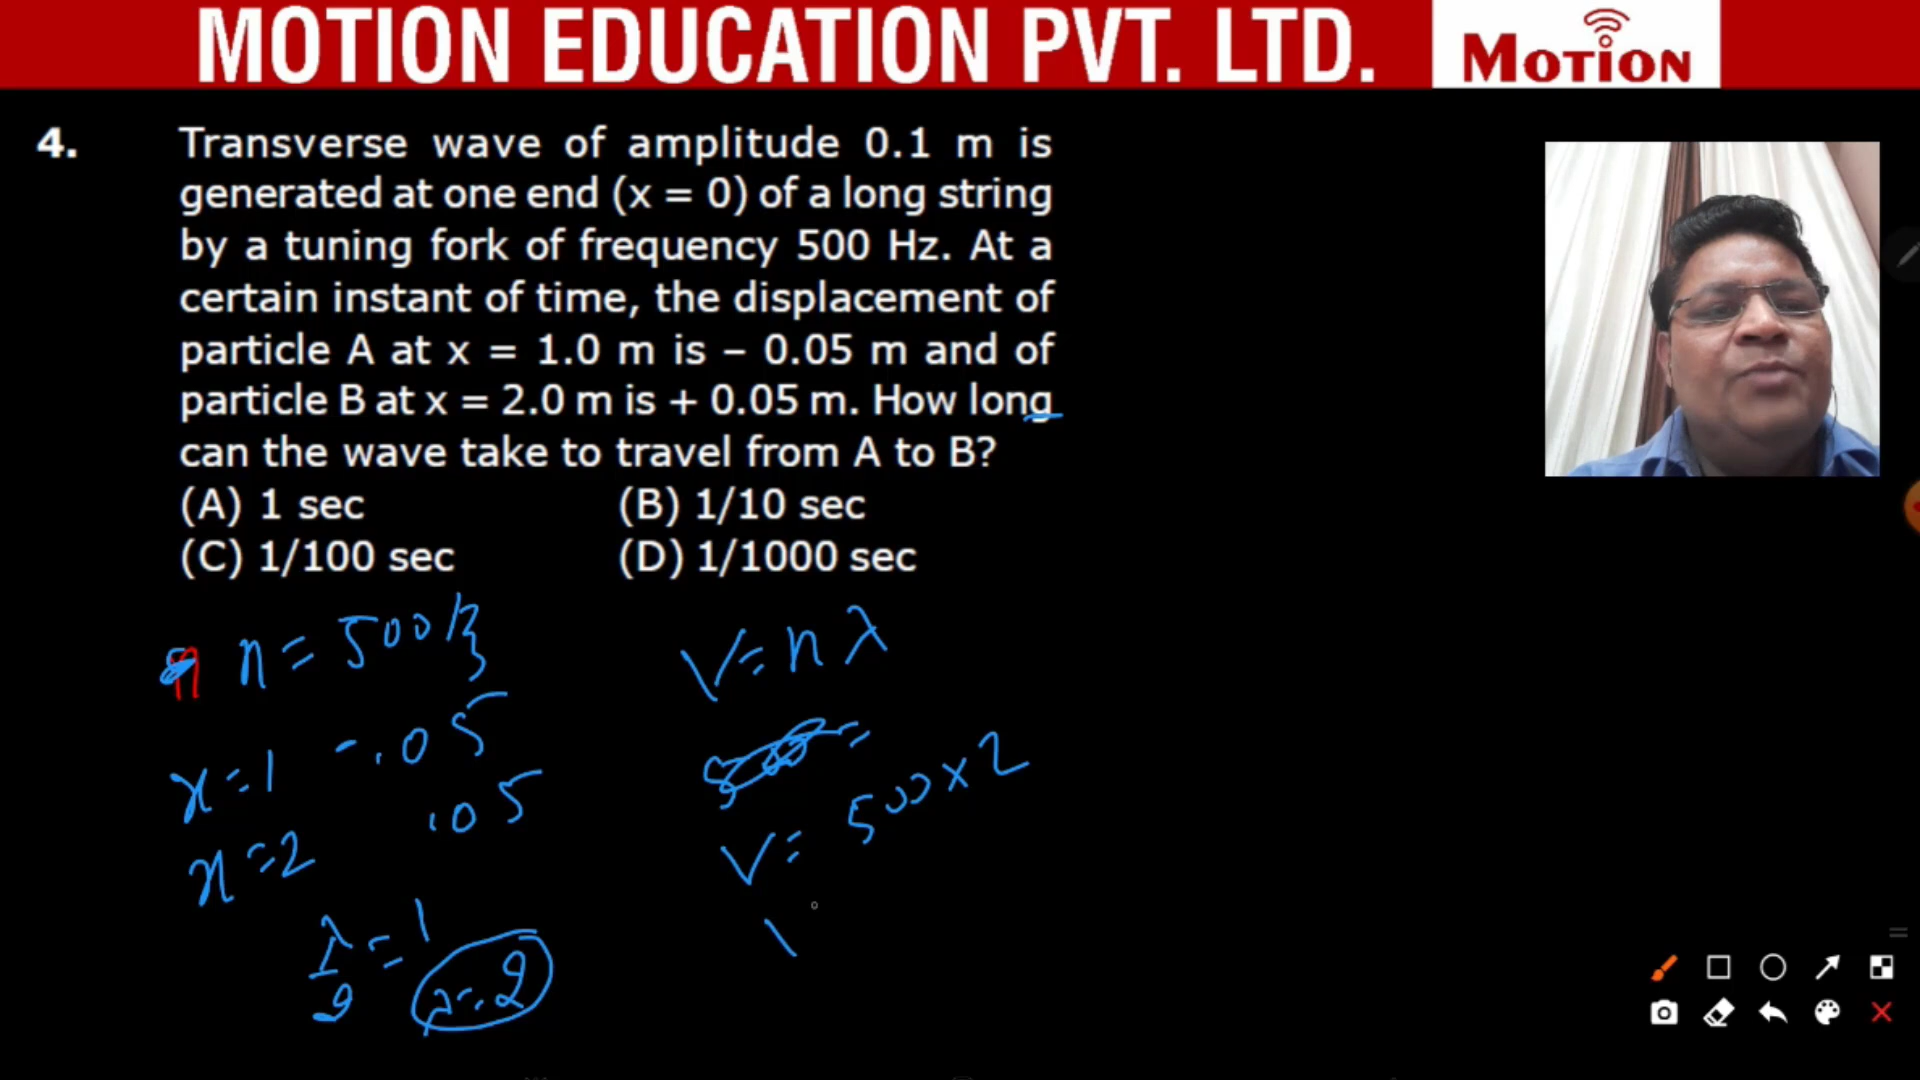 MOTION EDUCATION PVT. LTD.
MOTION
4. Transverse wave of amplitude 0.1 m is
generated at one end (x = 0) of a long string
by a tuning fork of frequency 500 Hz. At a
certain instant of time, the displacement of
particle A at x = 1.0 m is – 0.05 m and of
particle B at x = 2.0 m is + 0.05 m. How long
can the wave take to travel from A to B?
(A) 1 sec (B) 1/10 sec
(C) 1/100 sec (D) 1/1000 sec
n = 500 Hz
V = nλ
x = 1 -.05
x = 2 .05
V = 500 x 2
λ/2 = 1
λ = 2